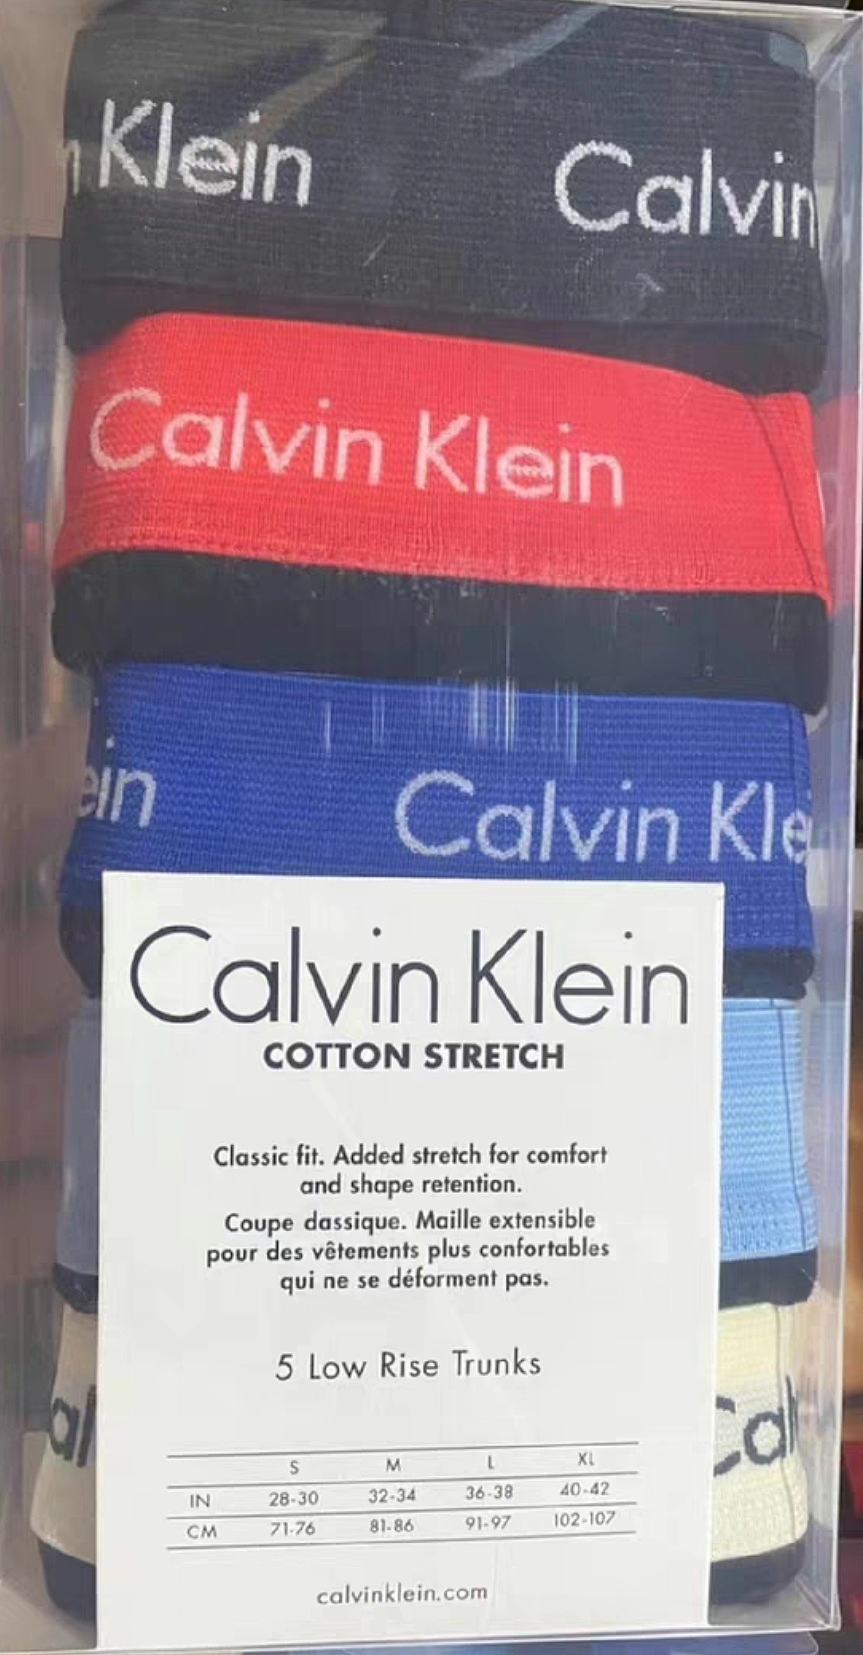 n Klein Calvin
Calvin Klein
ein Calvin Kle
Calvin Klein
COTTON STRETCH
Classic fit. Added stretch for comfort
and shape retention.
Coupe dassique. Maille extensible
pour des vêtements plus confortables
qui ne se déforment pas.
5 Low Rise Trunks
al Cal
S M L XL
IN 28-30 32-34 36-38 40-42
CM 71-76 81-86 91-97 102-107
calvinklein.com